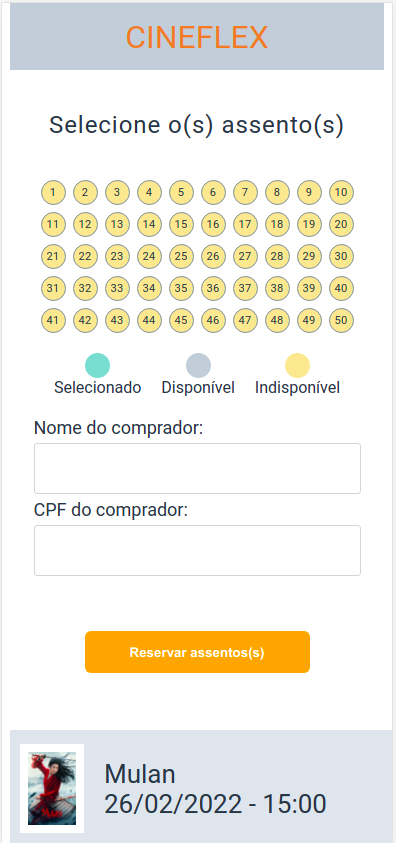 CINEFLEX
Selecione o(s) assento(s)
1 2 3 4 5 6 7 8 9 10
11 12 13 14 15 16 17 18 19 20
21 22 23 24 25 26 27 28 29 30
31 32 33 34 35 36 37 38 39 40
41 42 43 44 45 46 47 48 49 50
Selecionado Disponível Indisponível
Nome do comprador:
CPF do comprador:
Reservar assentos(s)
Mulan
26/02/2022 - 15:00